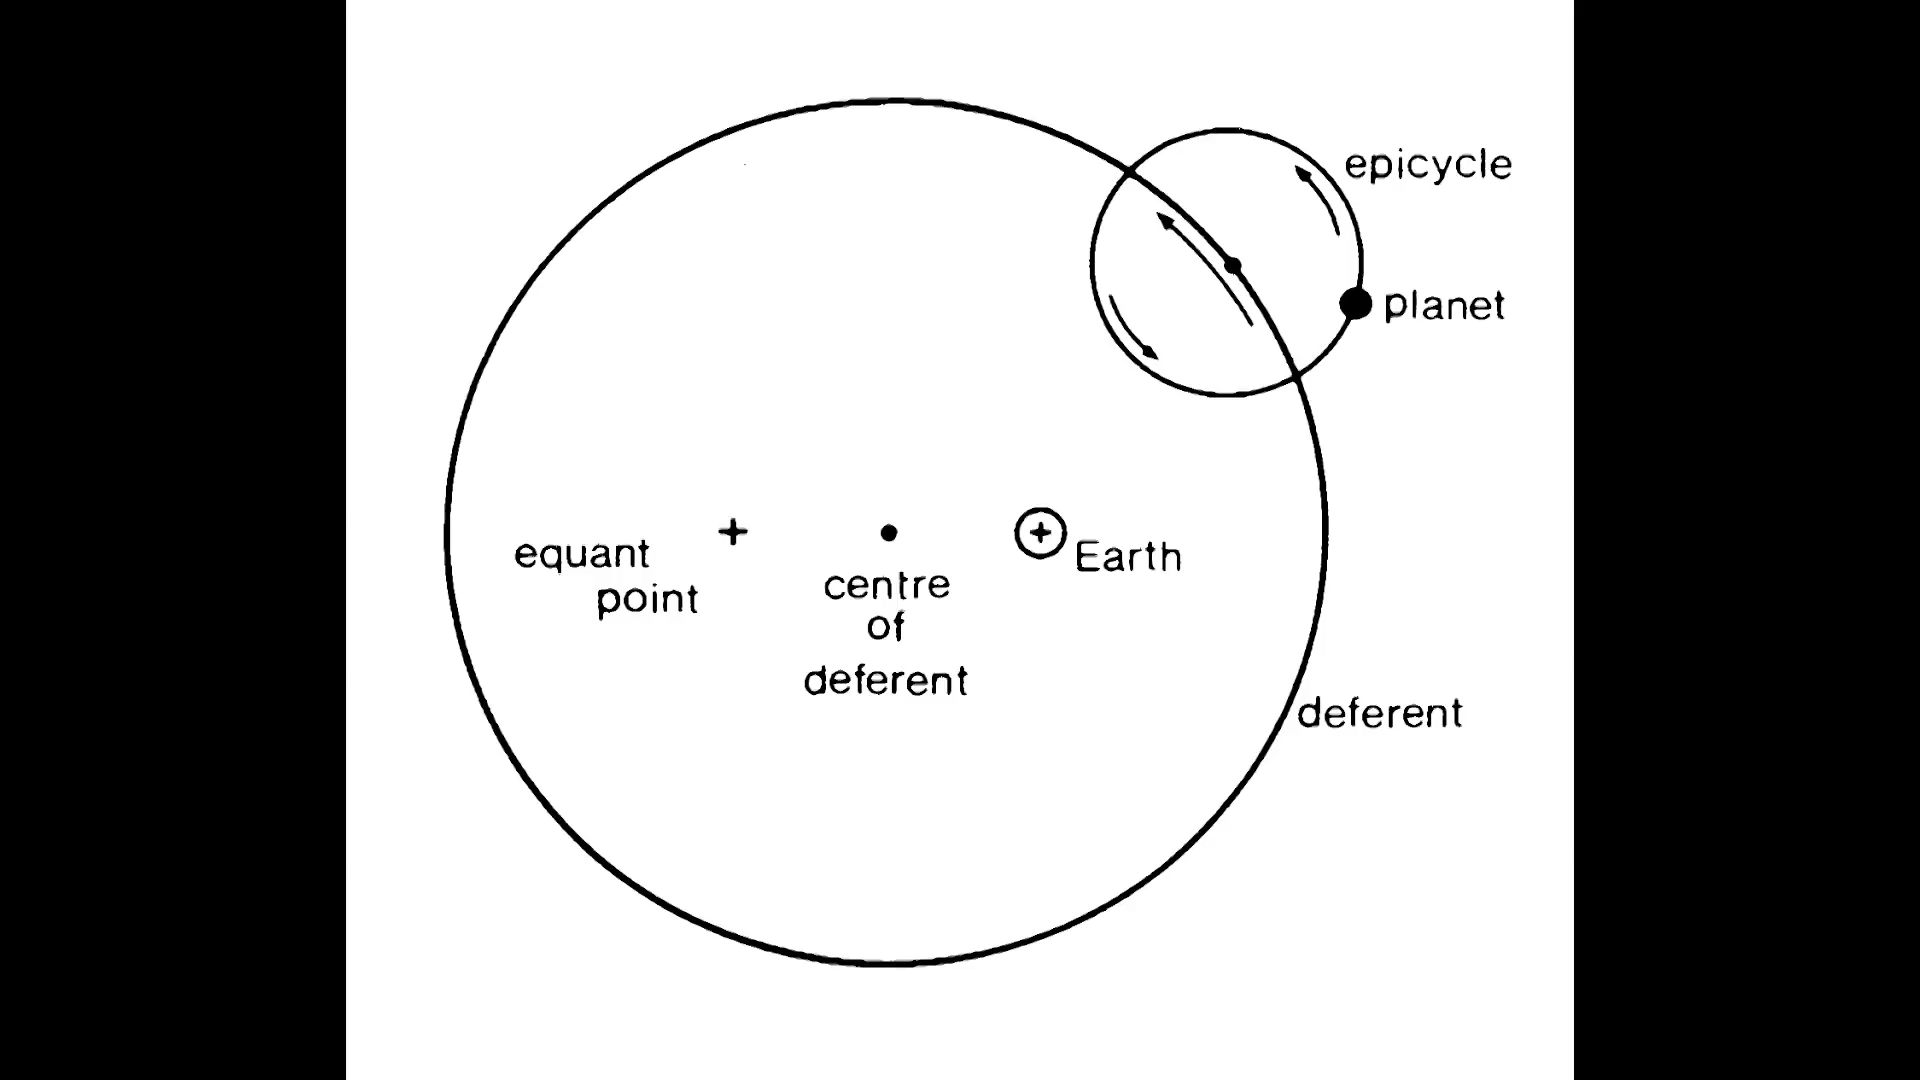 epicycle
planet
equant
point
centre
of
deferent
Earth
deferent